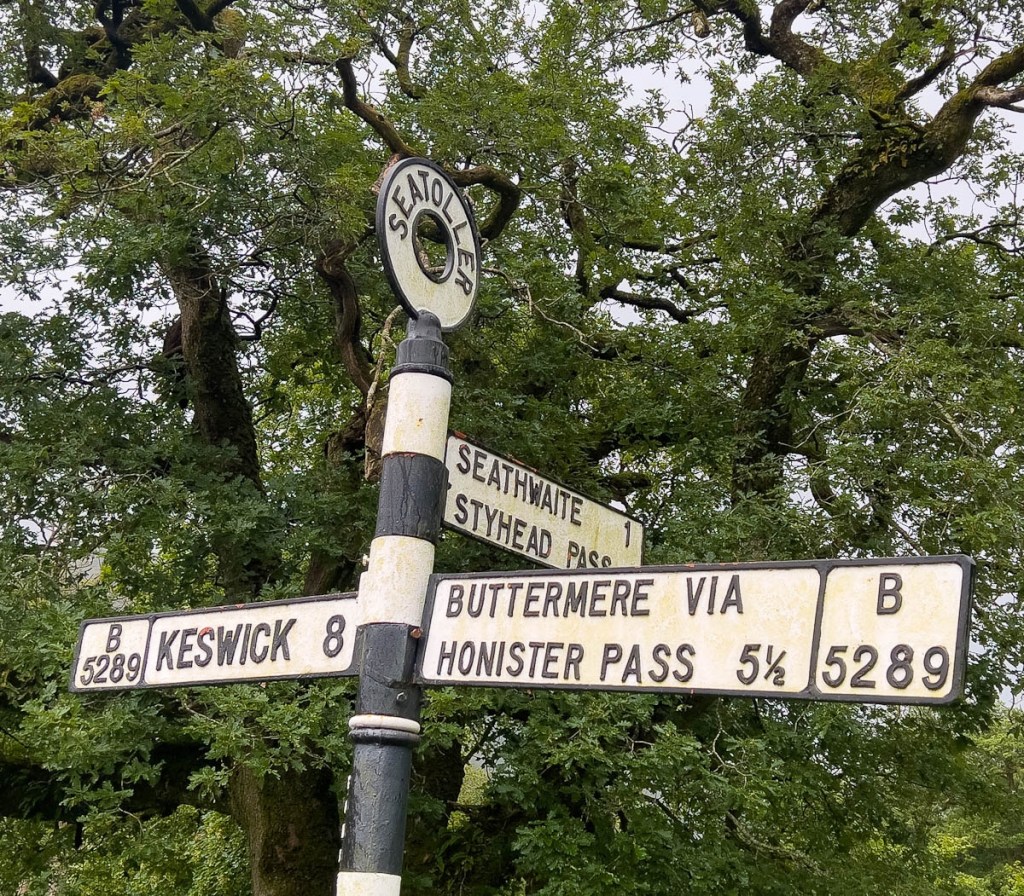 SEATOLLER
SEATHWAITE 1
STYHEAD PASS
BUTTERMERE VIA
HONISTER PASS 5½
B
5289
B
5289
KESWICK 8